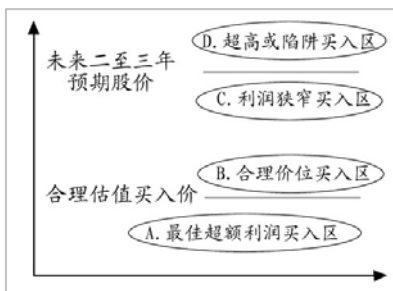 D.超高或陷阱买入区
未来二至三年
预期股价
C.利润狭窄买入区
B.合理价位买入区
合理估值买入价
A.最佳超额利润买入区